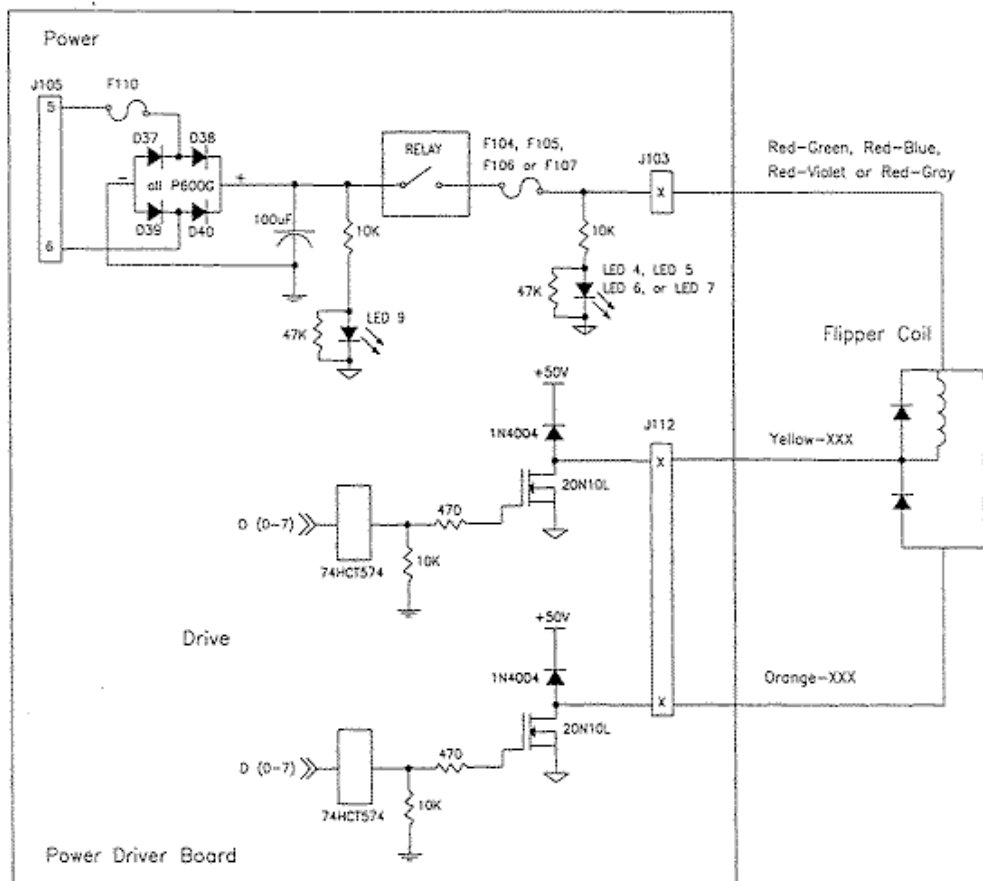 Power
J105
F110
5
D37
D38
-
+
all P600G
D39
D40
6
100uF
RELAY
F104, F105,
F106 or F107
J103
X
Red-Green, Red-Blue,
Red-Violet or Red-Gray
10K
10K
47K
LED 9
47K
LED 4, LED 5
LED 6, or LED 7
Flipper Coil
+50V
1N4004
J112
X
Yellow-XXX
20N10L
D (0-7)
470
74HCT574
10K
Drive
+50V
1N4004
Orange-XXX
X
20N10L
D (0-7)
470
74HCT574
10K
Power Driver Board